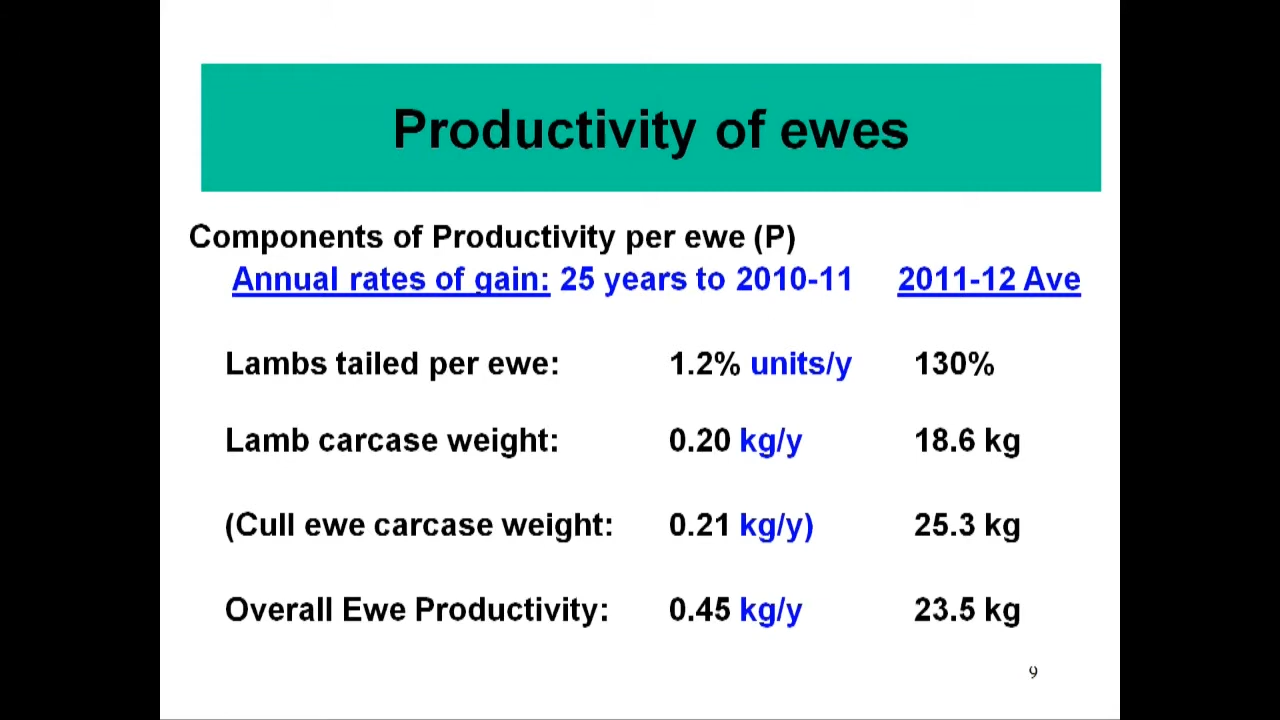 Productivity of ewes
Components of Productivity per ewe (P)
Annual rates of gain: 25 years to 2010-11 2011-12 Ave
Lambs tailed per ewe: 1.2% units/y 130%
Lamb carcase weight: 0.20 kg/y 18.6 kg
(Cull ewe carcase weight: 0.21 kg/y) 25.3 kg
Overall Ewe Productivity: 0.45 kg/y 23.5 kg
9